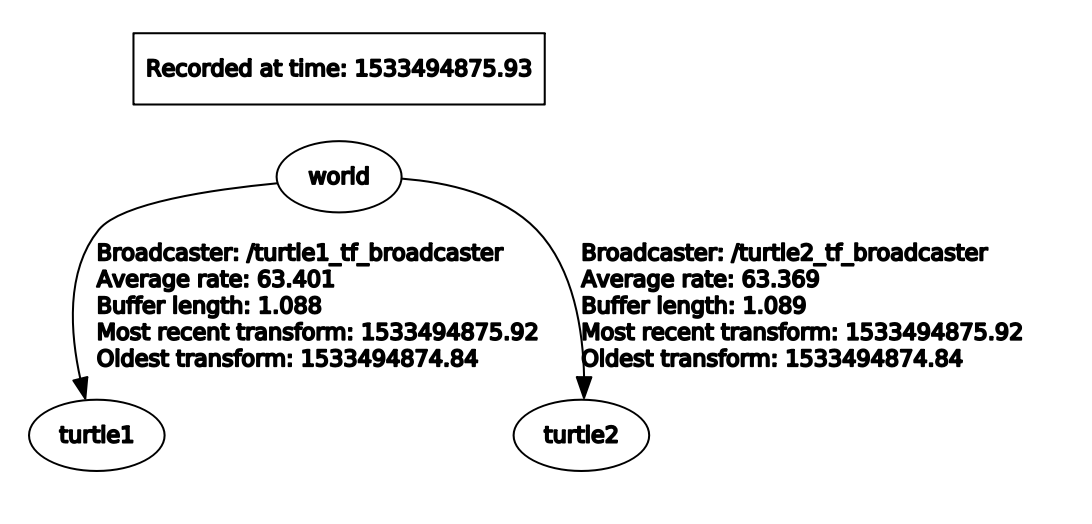 Recorded at time: 1533494875.93
world
Broadcaster: /turtle1_tf_broadcaster
Average rate: 63.401
Buffer length: 1.088
Most recent transform: 1533494875.92
Oldest transform: 1533494874.84
Broadcaster: /turtle2_tf_broadcaster
Average rate: 63.369
Buffer length: 1.089
Most recent transform: 1533494875.92
Oldest transform: 1533494874.84
turtle1
turtle2